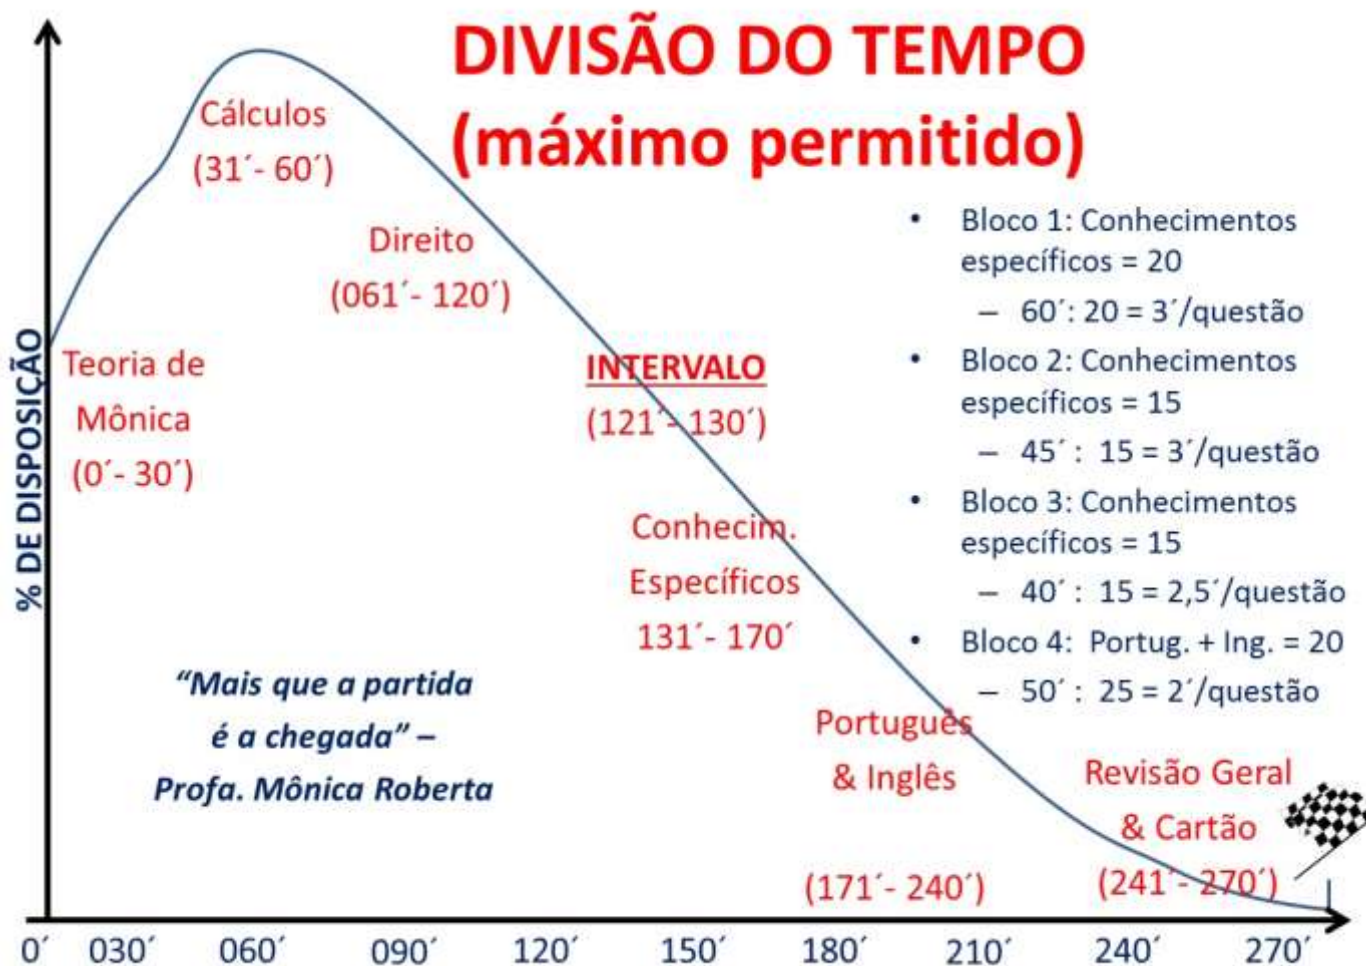 DIVISÃO DO TEMPO
(máximo permitido)
Cálculos
(31´- 60´)
Direito
(061´- 120´)
Teoria de
Mônica
(0´- 30´)
INTERVALO
(121´- 130´)
Conhecim.
Específicos
131´- 170´
Português
& Inglês
(171´- 240´)
Revisão Geral
& Cartão
(241´- 270´)
• Bloco 1: Conhecimentos
específicos = 20
– 60´: 20 = 3´/questão
• Bloco 2: Conhecimentos
específicos = 15
– 45´ : 15 = 3´/questão
• Bloco 3: Conhecimentos
específicos = 15
– 40´ : 15 = 2,5´/questão
• Bloco 4: Portug. + Ing. = 20
– 50´ : 25 = 2´/questão
“Mais que a partida
é a chegada” –
Profa. Mônica Roberta
% DE DISPOSIÇÃO
0´ 030´ 060´ 090´ 120´ 150´ 180´ 210´ 240´ 270´